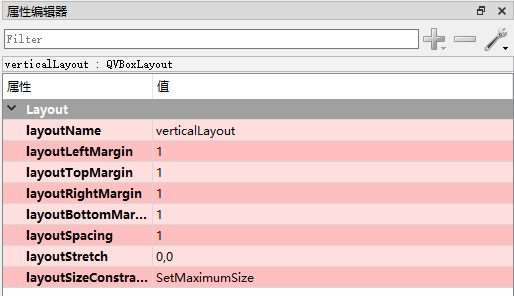 属性编辑器
Filter
verticalLayout : QVBoxLayout
属性 值
Layout
layoutName verticalLayout
layoutLeftMargin 1
layoutTopMargin 1
layoutRightMargin 1
layoutBottomMar... 1
layoutSpacing 1
layoutStretch 0,0
layoutSizeConstra... SetMaximumSize